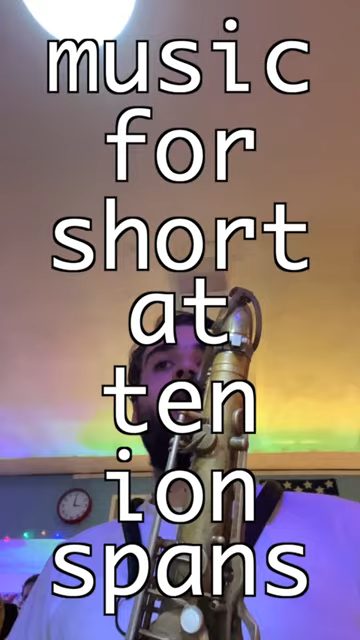 music
for
short
at
ten
ion
spans